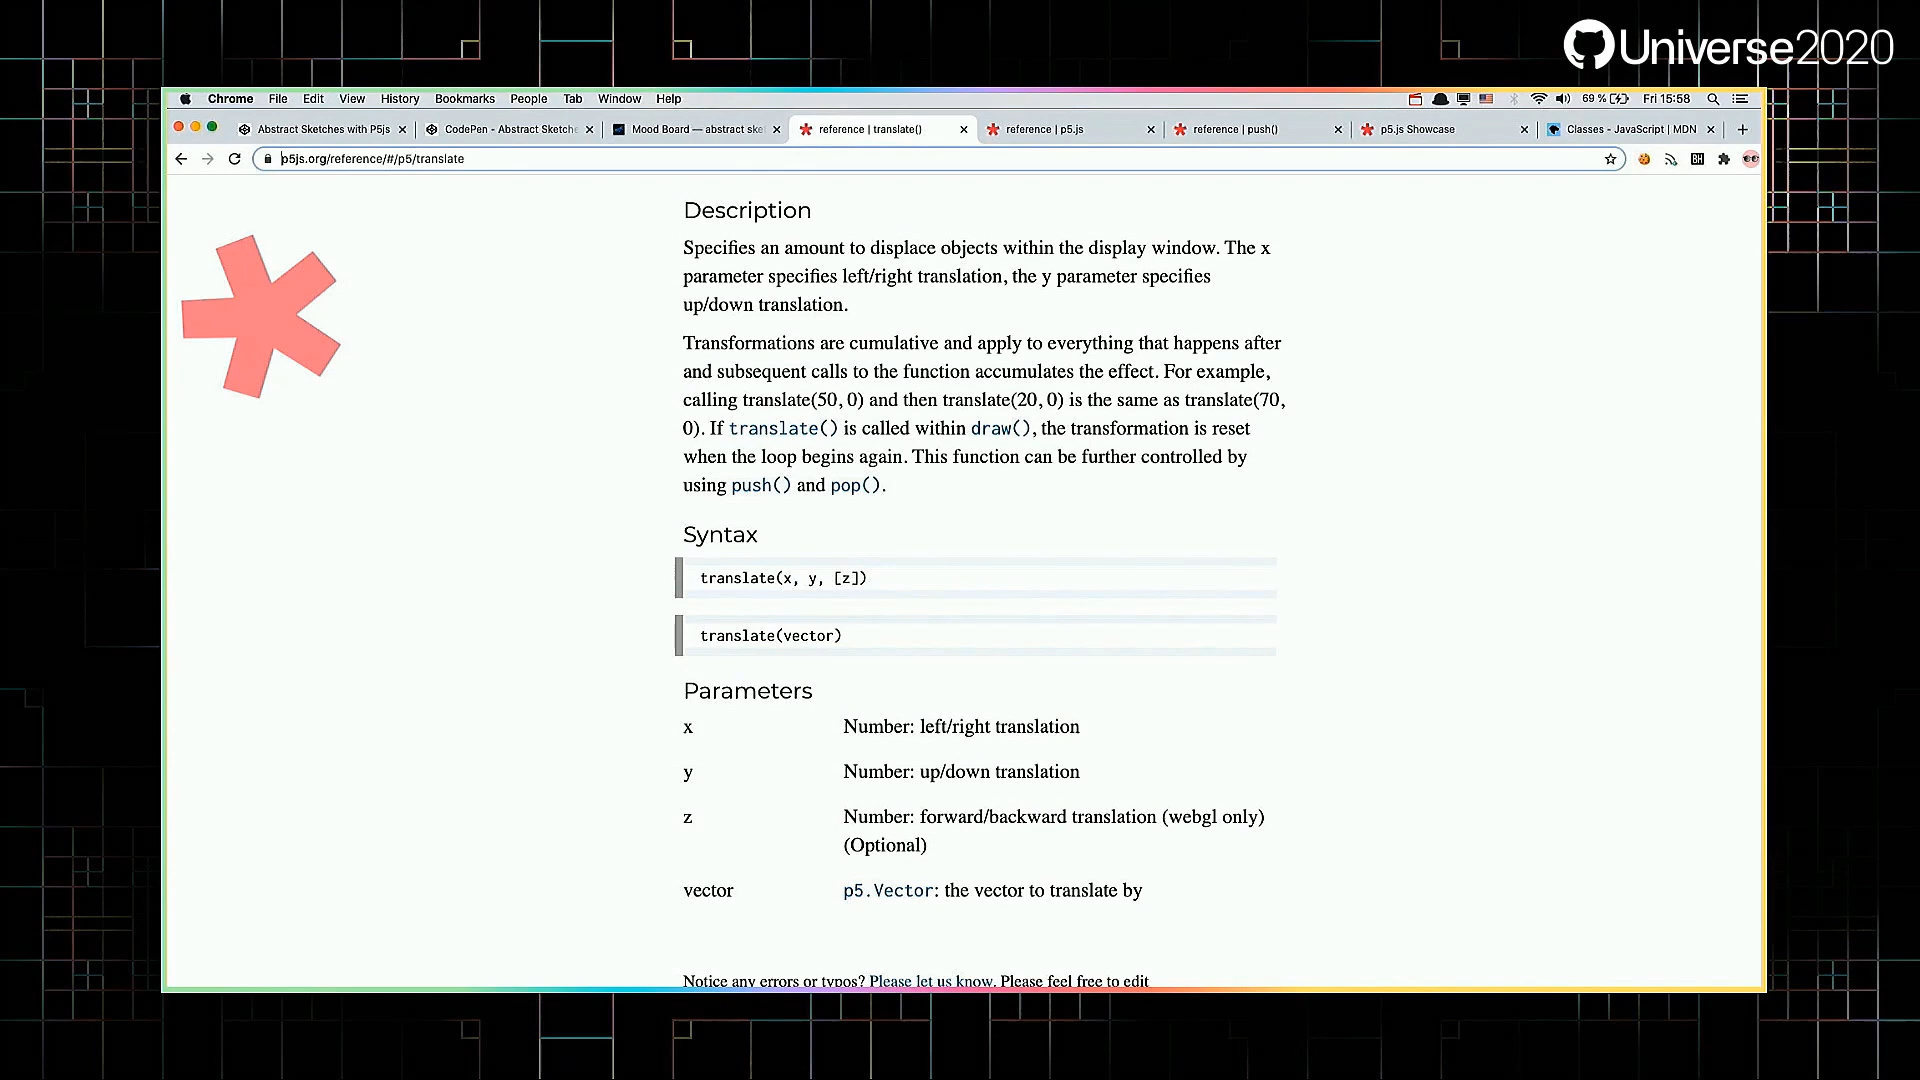 Universe2020
Chrome File Edit View History Bookmarks People Tab Window Help 69 % Fri 15:58
Abstract Sketches with P5js CodePen - Abstract Sketche Mood Board — abstract ske reference | translate() reference | p5.js reference | push() p5.js Showcase Classes - JavaScript | MDN
p5js.org/reference/#/p5/translate BH
Description
Specifies an amount to displace objects within the display window. The x
parameter specifies left/right translation, the y parameter specifies
up/down translation.
Transformations are cumulative and apply to everything that happens after
and subsequent calls to the function accumulates the effect. For example,
calling translate(50, 0) and then translate(20, 0) is the same as translate(70,
0). If translate() is called within draw(), the transformation is reset
when the loop begins again. This function can be further controlled by
using push() and pop().
Syntax
translate(x, y, [z])
translate(vector)
Parameters
x Number: left/right translation
y Number: up/down translation
z Number: forward/backward translation (webgl only)
(Optional)
vector p5.Vector: the vector to translate by
Notice any errors or typos? Please let us know. Please feel free to edit